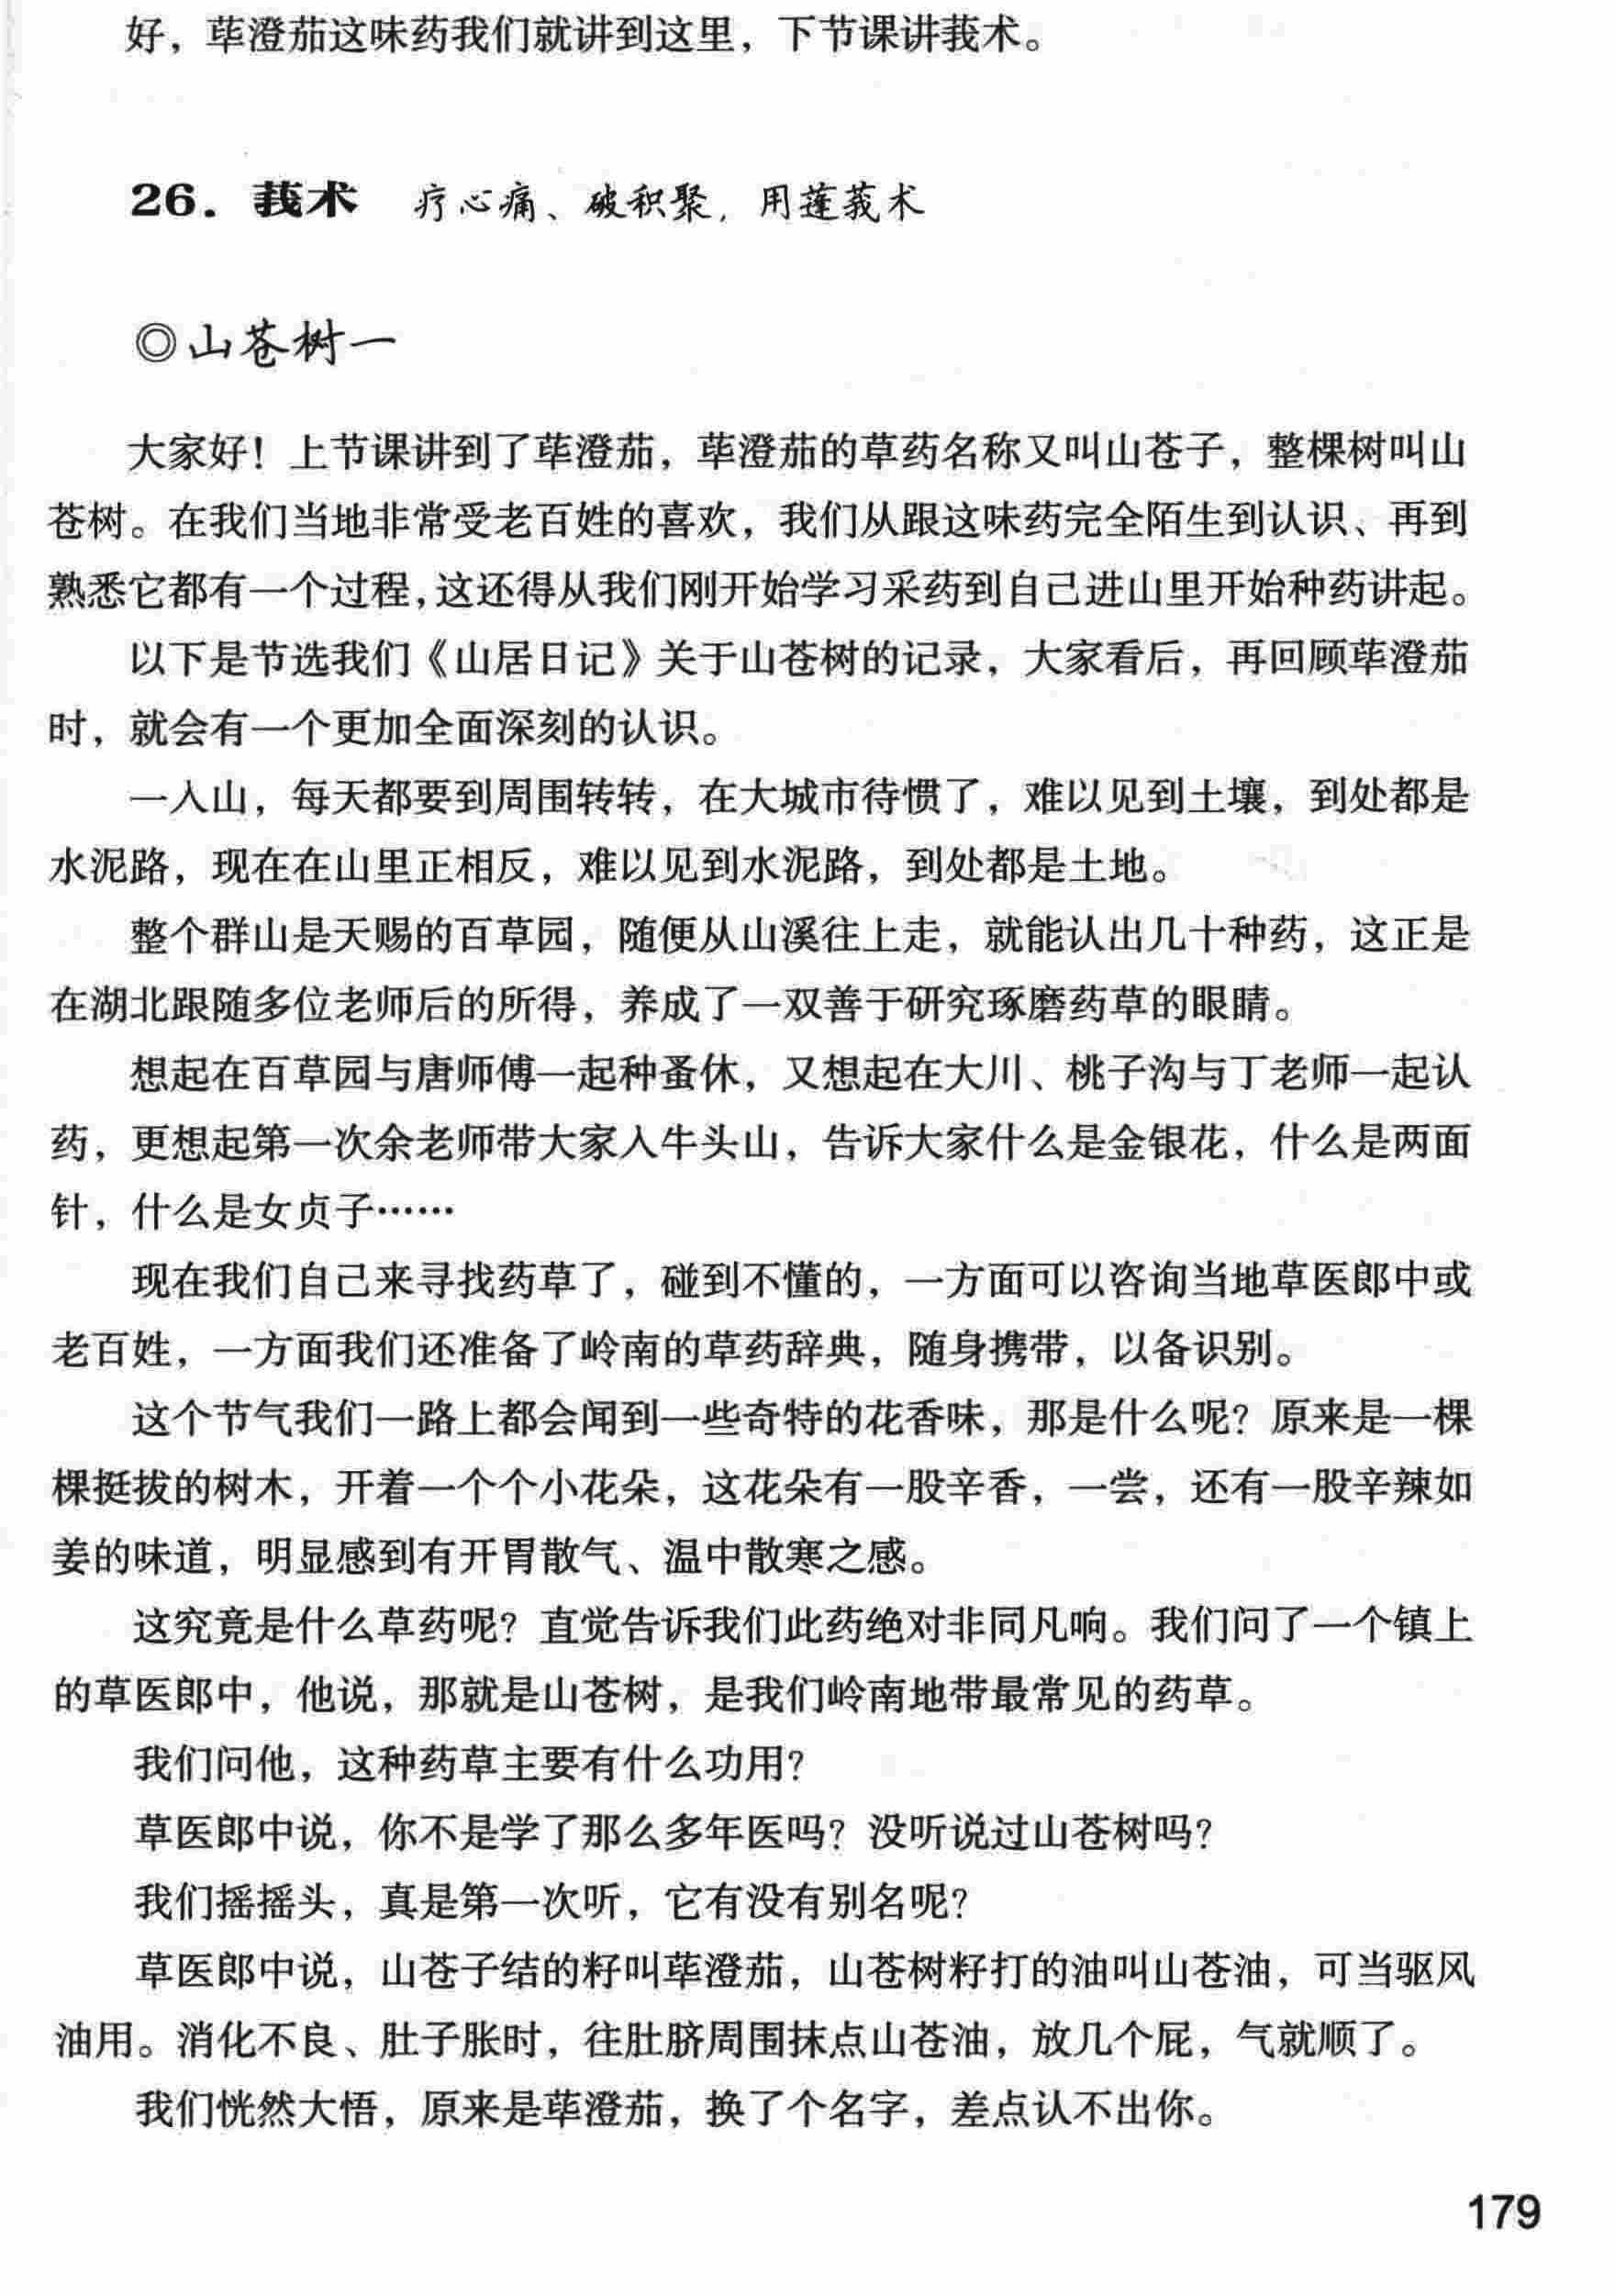 好，荜澄茄这味药我们就讲到这里，下节课讲莪术。
26．莪术 疗心痛、破积聚，用蓬莪术
◎山苍树一
大家好！上节课讲到了荜澄茄，荜澄茄的草药名称又叫山苍子，整棵树叫山
苍树。在我们当地非常受老百姓的喜欢，我们从跟这味药完全陌生到认识、再到
熟悉它都有一个过程，这还得从我们刚开始学习采药到自己进山里开始种药讲起。
以下是节选我们《山居日记》关于山苍树的记录，大家看后，再回顾荜澄茄
时，就会有一个更加全面深刻的认识。
一入山，每天都要到周围转转，在大城市待惯了，难以见到土壤，到处都是
水泥路，现在在山里正相反，难以见到水泥路，到处都是土地。
整个群山是天赐的百草园，随便从山溪往上走，就能认出几十种药，这正是
在湖北跟随多位老师后的所得，养成了一双善于研究琢磨药草的眼睛。
想起在百草园与唐师傅一起种蚤休，又想起在大川、桃子沟与丁老师一起认
药，更想起第一次余老师带大家入牛头山，告诉大家什么是金银花，什么是两面
针，什么是女贞子……
现在我们自己来寻找药草了，碰到不懂的，一方面可以咨询当地草医郎中或
老百姓，一方面我们还准备了岭南的草药辞典，随身携带，以备识别。
这个节气我们一路上都会闻到一些奇特的花香味，那是什么呢？原来是一棵
棵挺拔的树木，开着一个个小花朵，这花朵有一股辛香，一尝，还有一股辛辣如
姜的味道，明显感到有开胃散气、温中散寒之感。
这究竟是什么草药呢？直觉告诉我们此药绝对非同凡响。我们问了一个镇上
的草医郎中，他说，那就是山苍树，是我们岭南地带最常见的药草。
我们问他，这种药草主要有什么功用？
草医郎中说，你不是学了那么多年医吗？没听说过山苍树吗？
我们摇摇头，真是第一次听，它有没有别名呢？
草医郎中说，山苍子结的籽叫荜澄茄，山苍树籽打的油叫山苍油，可当驱风
油用。消化不良、肚子胀时，往肚脐周围抹点山苍油，放几个屁，气就顺了。
我们恍然大悟，原来是荜澄茄，换了个名字，差点认不出你。
179